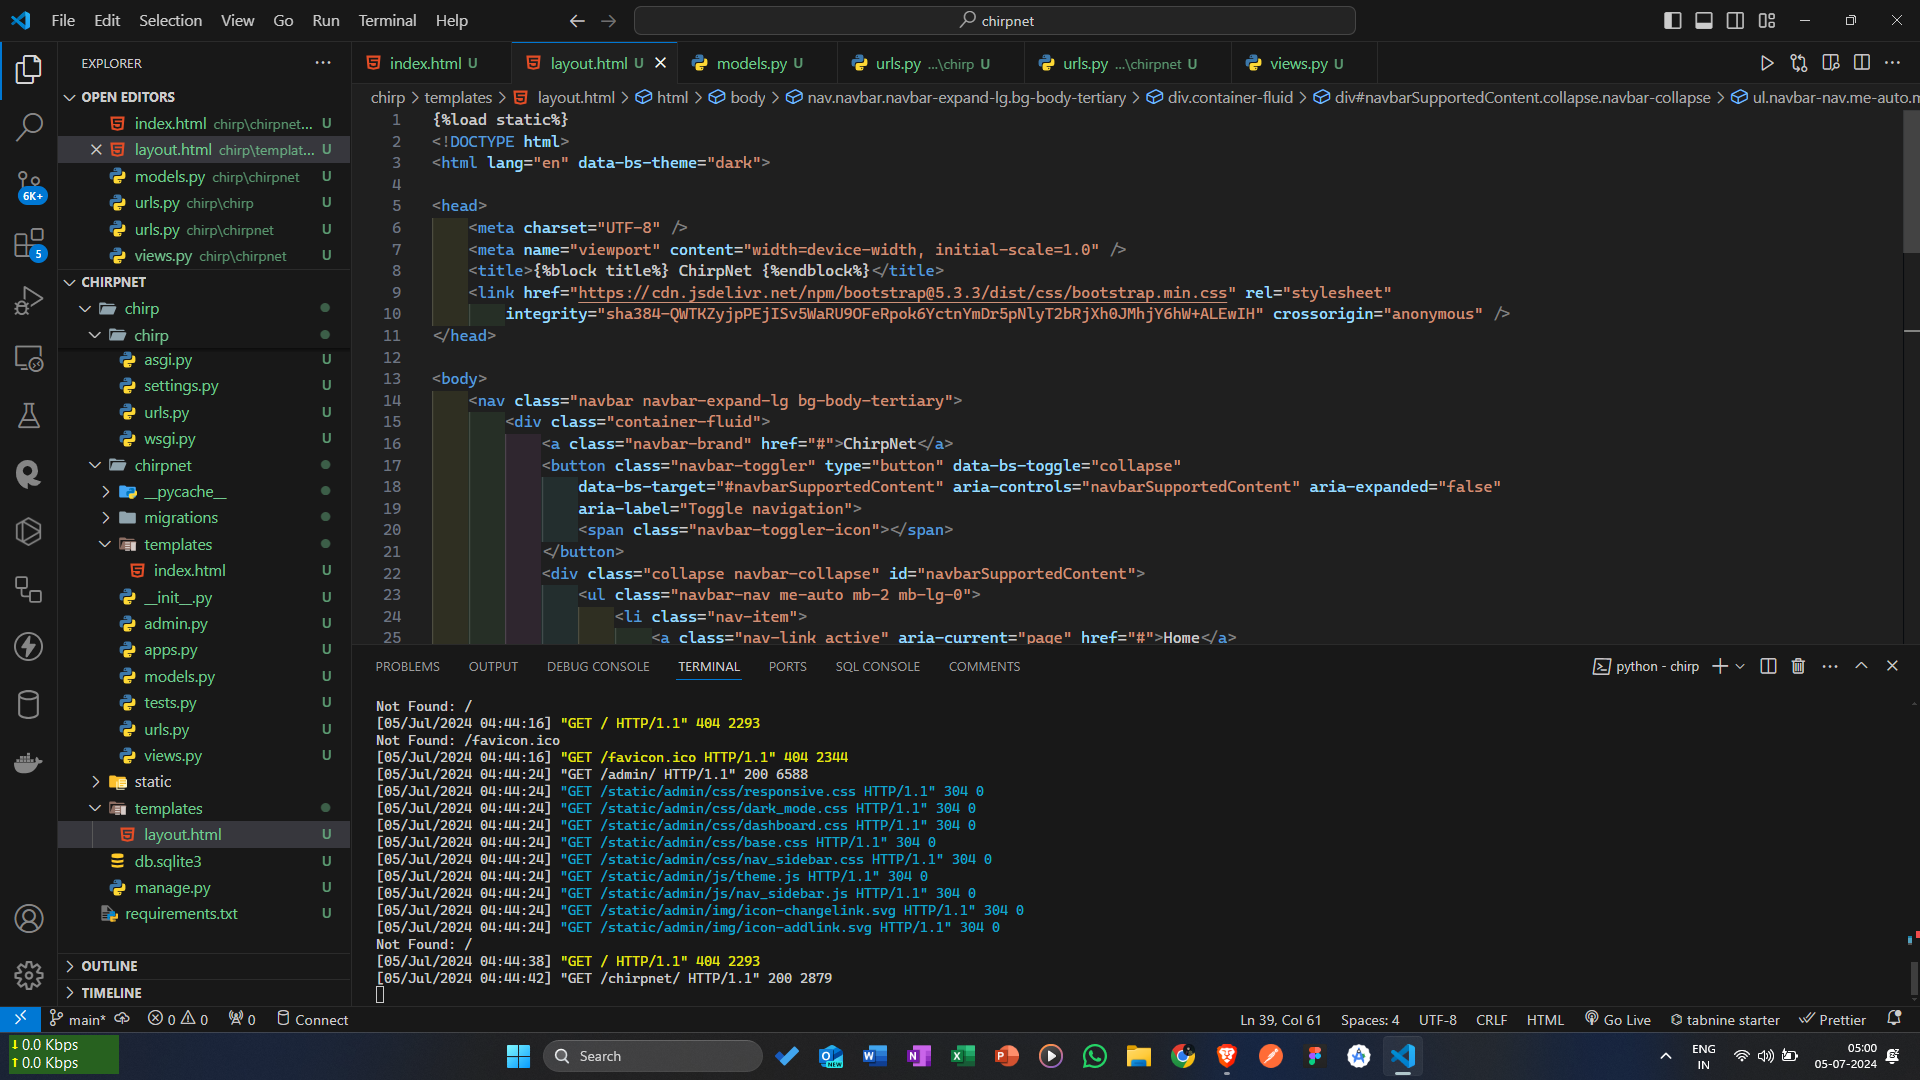 File Edit Selection View Go Run Terminal Help
chirpnet
EXPLORER
OPEN EDITORS
index.html chirp\chirpnet... U
layout.html chirp\templat... U
models.py chirp\chirpnet U
urls.py chirp\chirp U
urls.py chirp\chirpnet U
views.py chirp\chirpnet U
CHIRPNET
chirp
chirp
asgi.py U
settings.py U
urls.py U
wsgi.py U
chirpnet
__pycache__
migrations
templates
index.html U
__init__.py U
admin.py U
apps.py U
models.py U
tests.py U
urls.py U
views.py U
static
templates
layout.html U
db.sqlite3 U
manage.py U
requirements.txt U
OUTLINE
TIMELINE
6K+
5
index.html U layout.html U models.py U urls.py ...\chirp U urls.py ...\chirpnet U views.py U
chirp > templates > layout.html > html > body > nav.navbar.navbar-expand-lg.bg-body-tertiary > div.container-fluid > div#navbarSupportedContent.collapse.navbar-collapse > ul.navbar-nav.me-auto.m
1 {%load static%}
2 <!DOCTYPE html>
3 <html lang="en" data-bs-theme="dark">
4
5 <head>
6 <meta charset="UTF-8" />
7 <meta name="viewport" content="width=device-width, initial-scale=1.0" />
8 <title>{%block title%} ChirpNet {%endblock%}</title>
9 <link href="https://cdn.jsdelivr.net/npm/bootstrap@5.3.3/dist/css/bootstrap.min.css" rel="stylesheet"
10 integrity="sha384-QWTKZyjpPEjISv5WaRU9OFeRpok6YctnYmDr5pNlyT2bRjXh0JMhjY6hW+ALEwIH" crossorigin="anonymous" />
11 </head>
12
13 <body>
14 <nav class="navbar navbar-expand-lg bg-body-tertiary">
15 <div class="container-fluid">
16 <a class="navbar-brand" href="#">ChirpNet</a>
17 <button class="navbar-toggler" type="button" data-bs-toggle="collapse"
18 data-bs-target="#navbarSupportedContent" aria-controls="navbarSupportedContent" aria-expanded="false"
19 aria-label="Toggle navigation">
20 <span class="navbar-toggler-icon"></span>
21 </button>
22 <div class="collapse navbar-collapse" id="navbarSupportedContent">
23 <ul class="navbar-nav me-auto mb-2 mb-lg-0">
24 <li class="nav-item">
25 <a class="nav-link active" aria-current="page" href="#">Home</a>
PROBLEMS OUTPUT DEBUG CONSOLE TERMINAL PORTS SQL CONSOLE COMMENTS
python - chirp
Not Found: /
[05/Jul/2024 04:44:16] "GET / HTTP/1.1" 404 2293
Not Found: /favicon.ico
[05/Jul/2024 04:44:16] "GET /favicon.ico HTTP/1.1" 404 2344
[05/Jul/2024 04:44:24] "GET /admin/ HTTP/1.1" 200 6588
[05/Jul/2024 04:44:24] "GET /static/admin/css/responsive.css HTTP/1.1" 304 0
[05/Jul/2024 04:44:24] "GET /static/admin/css/dark_mode.css HTTP/1.1" 304 0
[05/Jul/2024 04:44:24] "GET /static/admin/css/dashboard.css HTTP/1.1" 304 0
[05/Jul/2024 04:44:24] "GET /static/admin/css/base.css HTTP/1.1" 304 0
[05/Jul/2024 04:44:24] "GET /static/admin/css/nav_sidebar.css HTTP/1.1" 304 0
[05/Jul/2024 04:44:24] "GET /static/admin/js/theme.js HTTP/1.1" 304 0
[05/Jul/2024 04:44:24] "GET /static/admin/js/nav_sidebar.js HTTP/1.1" 304 0
[05/Jul/2024 04:44:24] "GET /static/admin/img/icon-changelink.svg HTTP/1.1" 304 0
[05/Jul/2024 04:44:24] "GET /static/admin/img/icon-addlink.svg HTTP/1.1" 304 0
Not Found: /
[05/Jul/2024 04:44:38] "GET / HTTP/1.1" 404 2293
[05/Jul/2024 04:44:42] "GET /chirpnet/ HTTP/1.1" 200 2879
main* 0 0 0 Connect
Ln 39, Col 61 Spaces: 4 UTF-8 CRLF HTML Go Live tabnine starter Prettier
0.0 Kbps
0.0 Kbps
Search
NEW
ENG
IN
05:00
05-07-2024